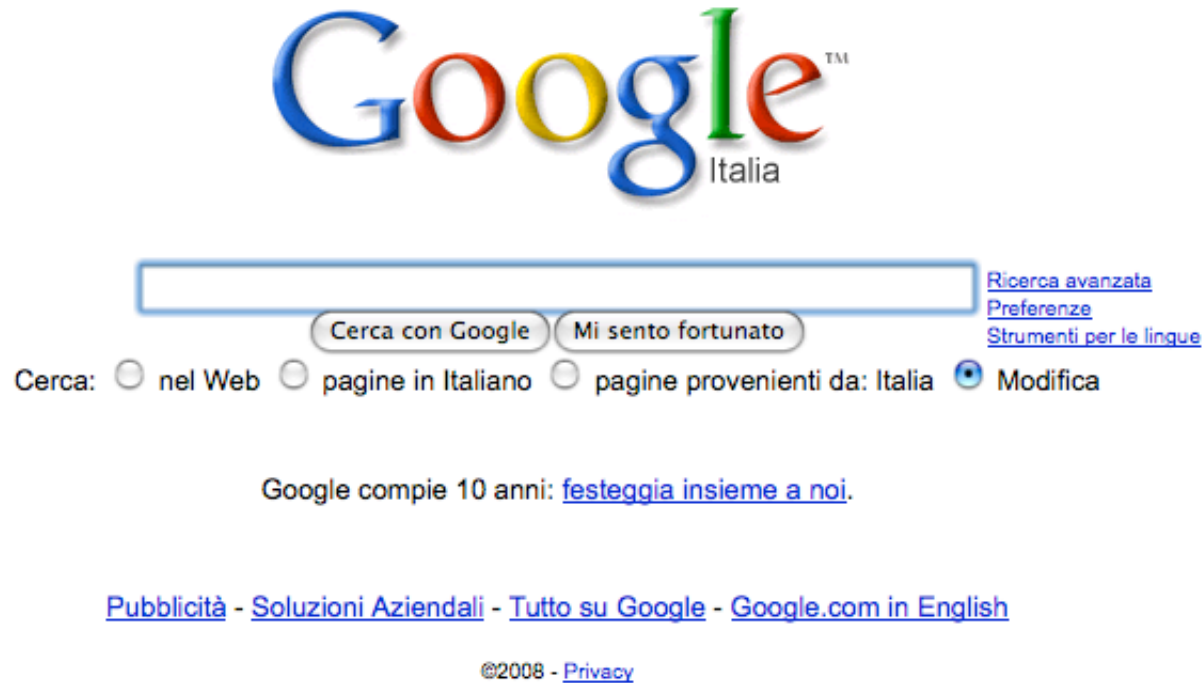 Google™
Italia
Ricerca avanzata
Preferenze
Strumenti per le lingue
Cerca con Google Mi sento fortunato
Cerca: nel Web pagine in Italiano pagine provenienti da: Italia Modifica
Google compie 10 anni: festeggia insieme a noi.
Pubblicità - Soluzioni Aziendali - Tutto su Google - Google.com in English
©2008 - Privacy